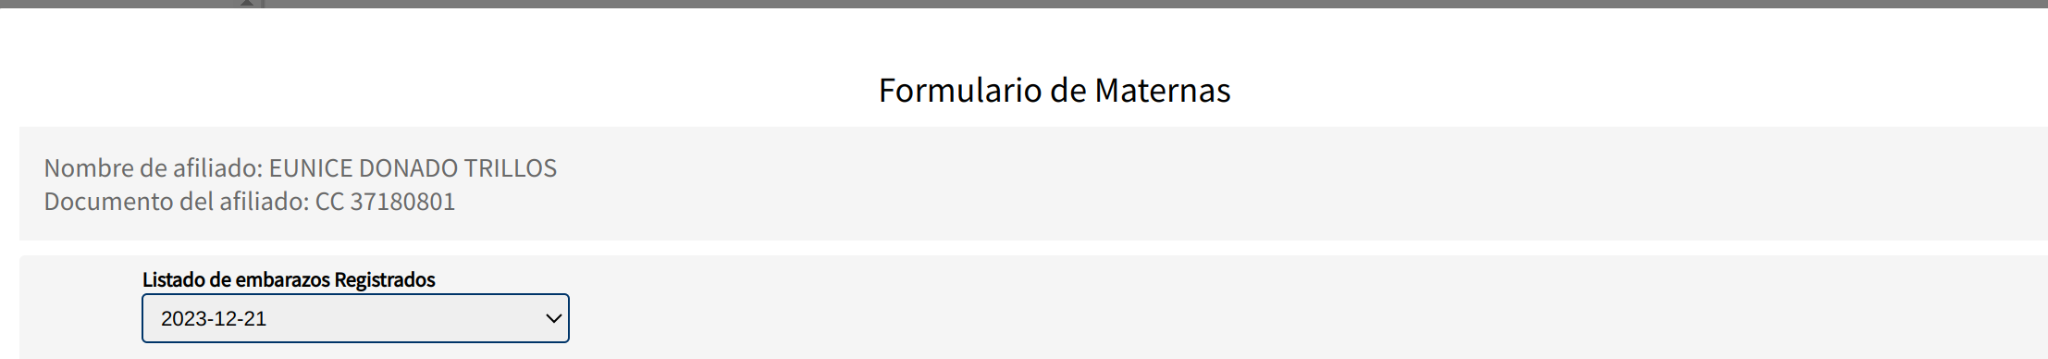 Formulario de Maternas
Nombre de afiliado: EUNICE DONADO TRILLOS
Documento del afiliado: CC 37180801
Listado de embarazos Registrados
2023-12-21